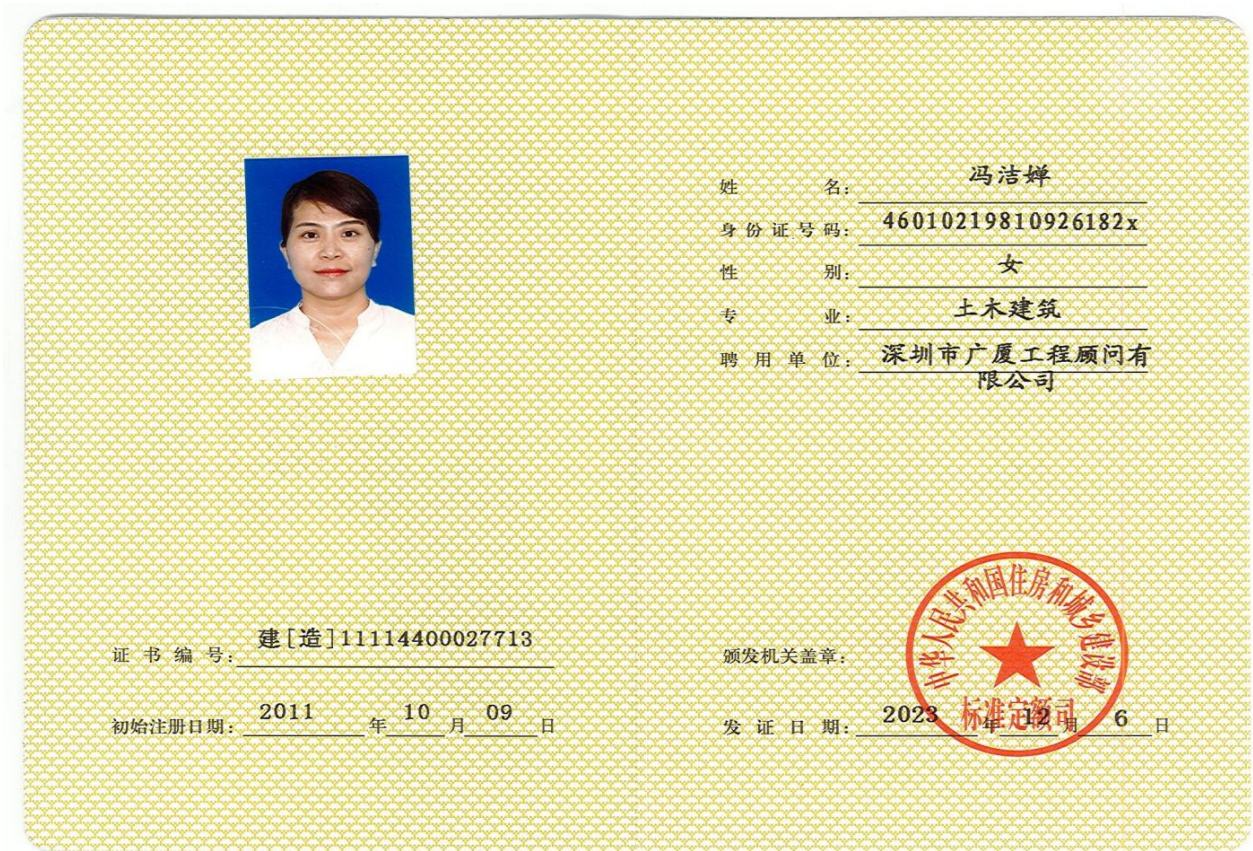 姓 名: 冯洁婵
身份证号码: 46010219810926182x
性 别: 女
专 业: 土木建筑
聘用单位: 深圳市广厦工程顾问有
限公司
证书编号: 建[造]11114400027713
初始注册日期: 2011 年 10 月 09 日
颁发机关盖章:
中华人民共和国住房和城乡建设部
标准定额司
发证日期: 2023 年 12 月 6 日